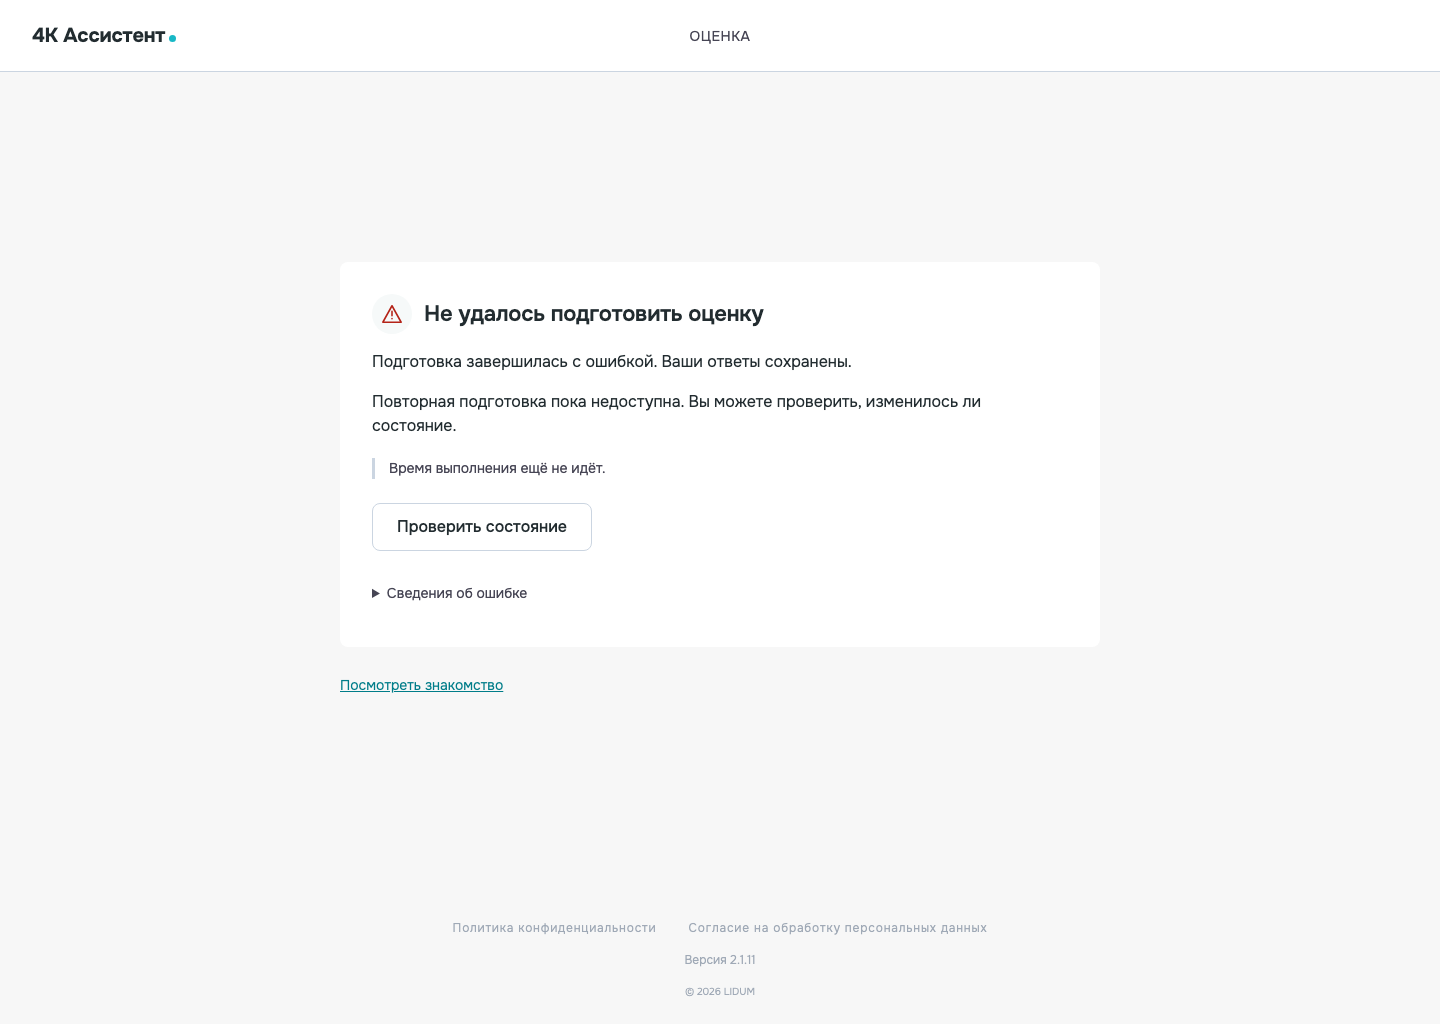 4К Ассистент
ОЦЕНКА
Не удалось подготовить оценку
Подготовка завершилась с ошибкой. Ваши ответы сохранены.
Повторная подготовка пока недоступна. Вы можете проверить, изменилось ли
состояние.
Время выполнения ещё не идёт.
Проверить состояние
Сведения об ошибке
Посмотреть знакомство
Политика конфиденциальности Согласие на обработку персональных данных
Версия 2.1.11
© 2026 LIDUM